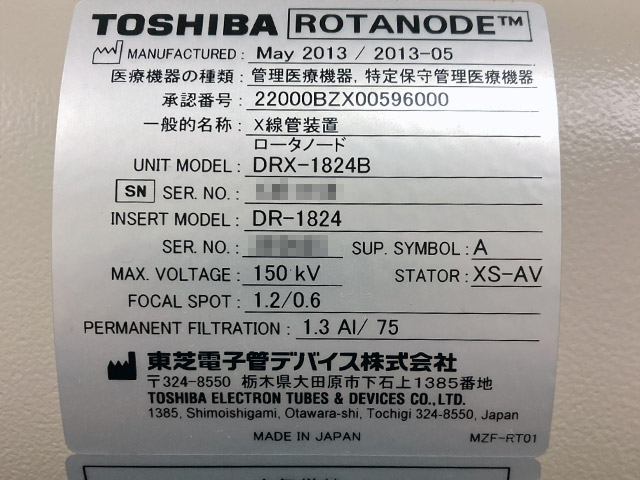 TOSHIBA ROTANODE™
MANUFACTURED : May 2013 / 2013-05
医療機器の種類 : 管理医療機器, 特定保守管理医療機器
承認番号 : 22000BZX00596000
一般的名称 : X線管装置
ロータノード
UNIT MODEL : DRX-1824B
SN SER. NO. :
INSERT MODEL : DR-1824
SER. NO. : SUP. SYMBOL : A
MAX. VOLTAGE : 150 kV STATOR : XS-AV
FOCAL SPOT : 1.2/0.6
PERMANENT FILTRATION : 1.3 Al/ 75
東芝電子管デバイス株式会社
〒324-8550 栃木県大田原市下石上1385番地
TOSHIBA ELECTRON TUBES & DEVICES CO., LTD.
1385, Shimoishigami, Otawara-shi, Tochigi 324-8550, Japan
MADE IN JAPAN MZF-RT01